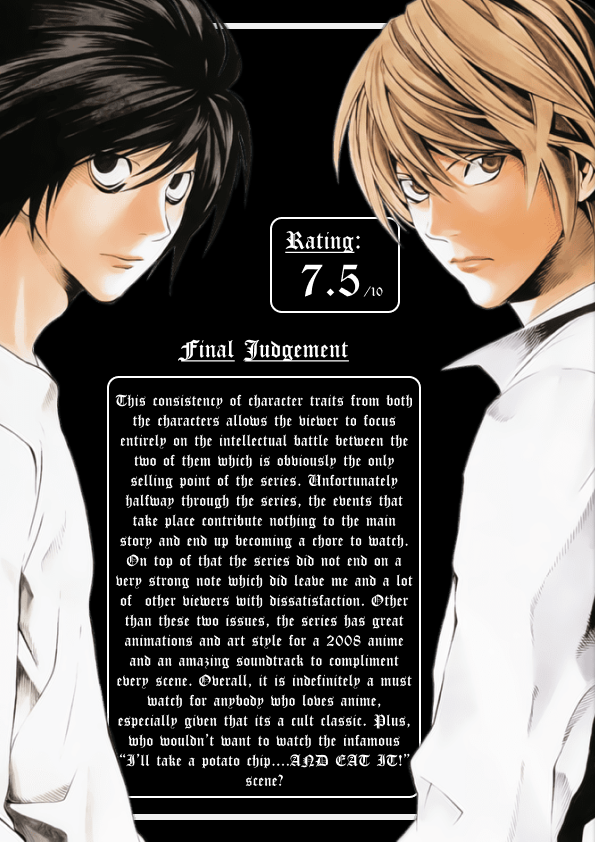 Rating:
7.5/10
Final Judgement
This consistency of character traits from both
the characters allows the viewer to focus
entirely on the intellectual battle between the
two of them which is obviously the only
selling point of the series. Unfortunately
halfway through the series, the events that
take place contribute nothing to the main
story and end up becoming a chore to watch.
On top of that the series did not end on a
very strong note which did leave me and a lot
of other viewers with dissatisfaction. Other
than these two issues, the series has great
animations and art style for a 2008 anime
and an amazing soundtrack to compliment
every scene. Overall, it is indefinitely a must
watch for anybody who loves anime,
especially given that its a cult classic. Plus,
who wouldn't want to watch the infamous
“I'll take a potato chip....AND EAT IT!”
scene?